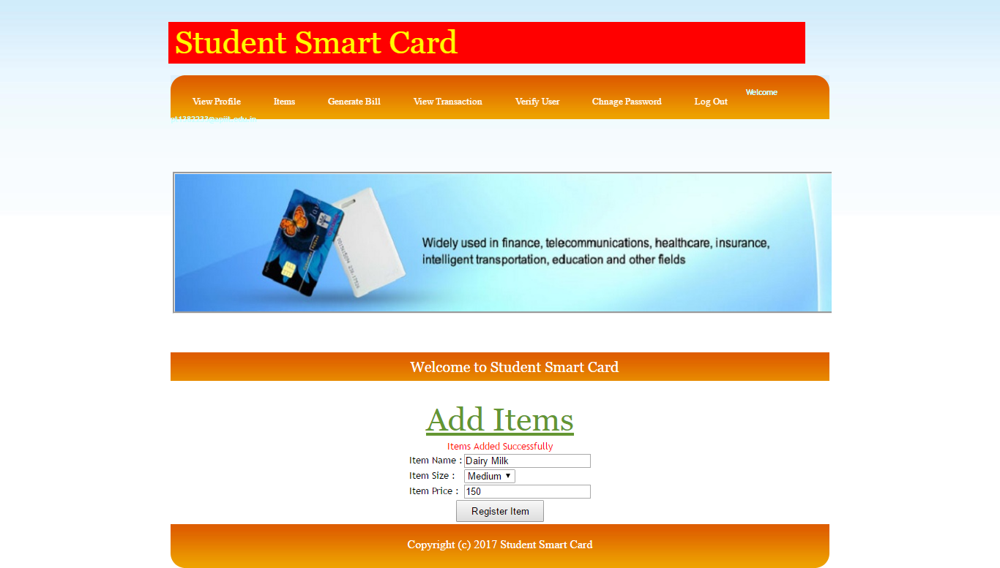 Student Smart Card
View Profile Items Generate Bill View Transaction Verify User Chnage Password Log Out Welcome
Widely used in finance, telecommunications, healthcare, insurance,
intelligent transportation, education and other fields
Welcome to Student Smart Card
Add Items
Items Added Successfully
Item Name : Dairy Milk
Item Size : Medium
Item Price : 150
Register Item
Copyright (c) 2017 Student Smart Card